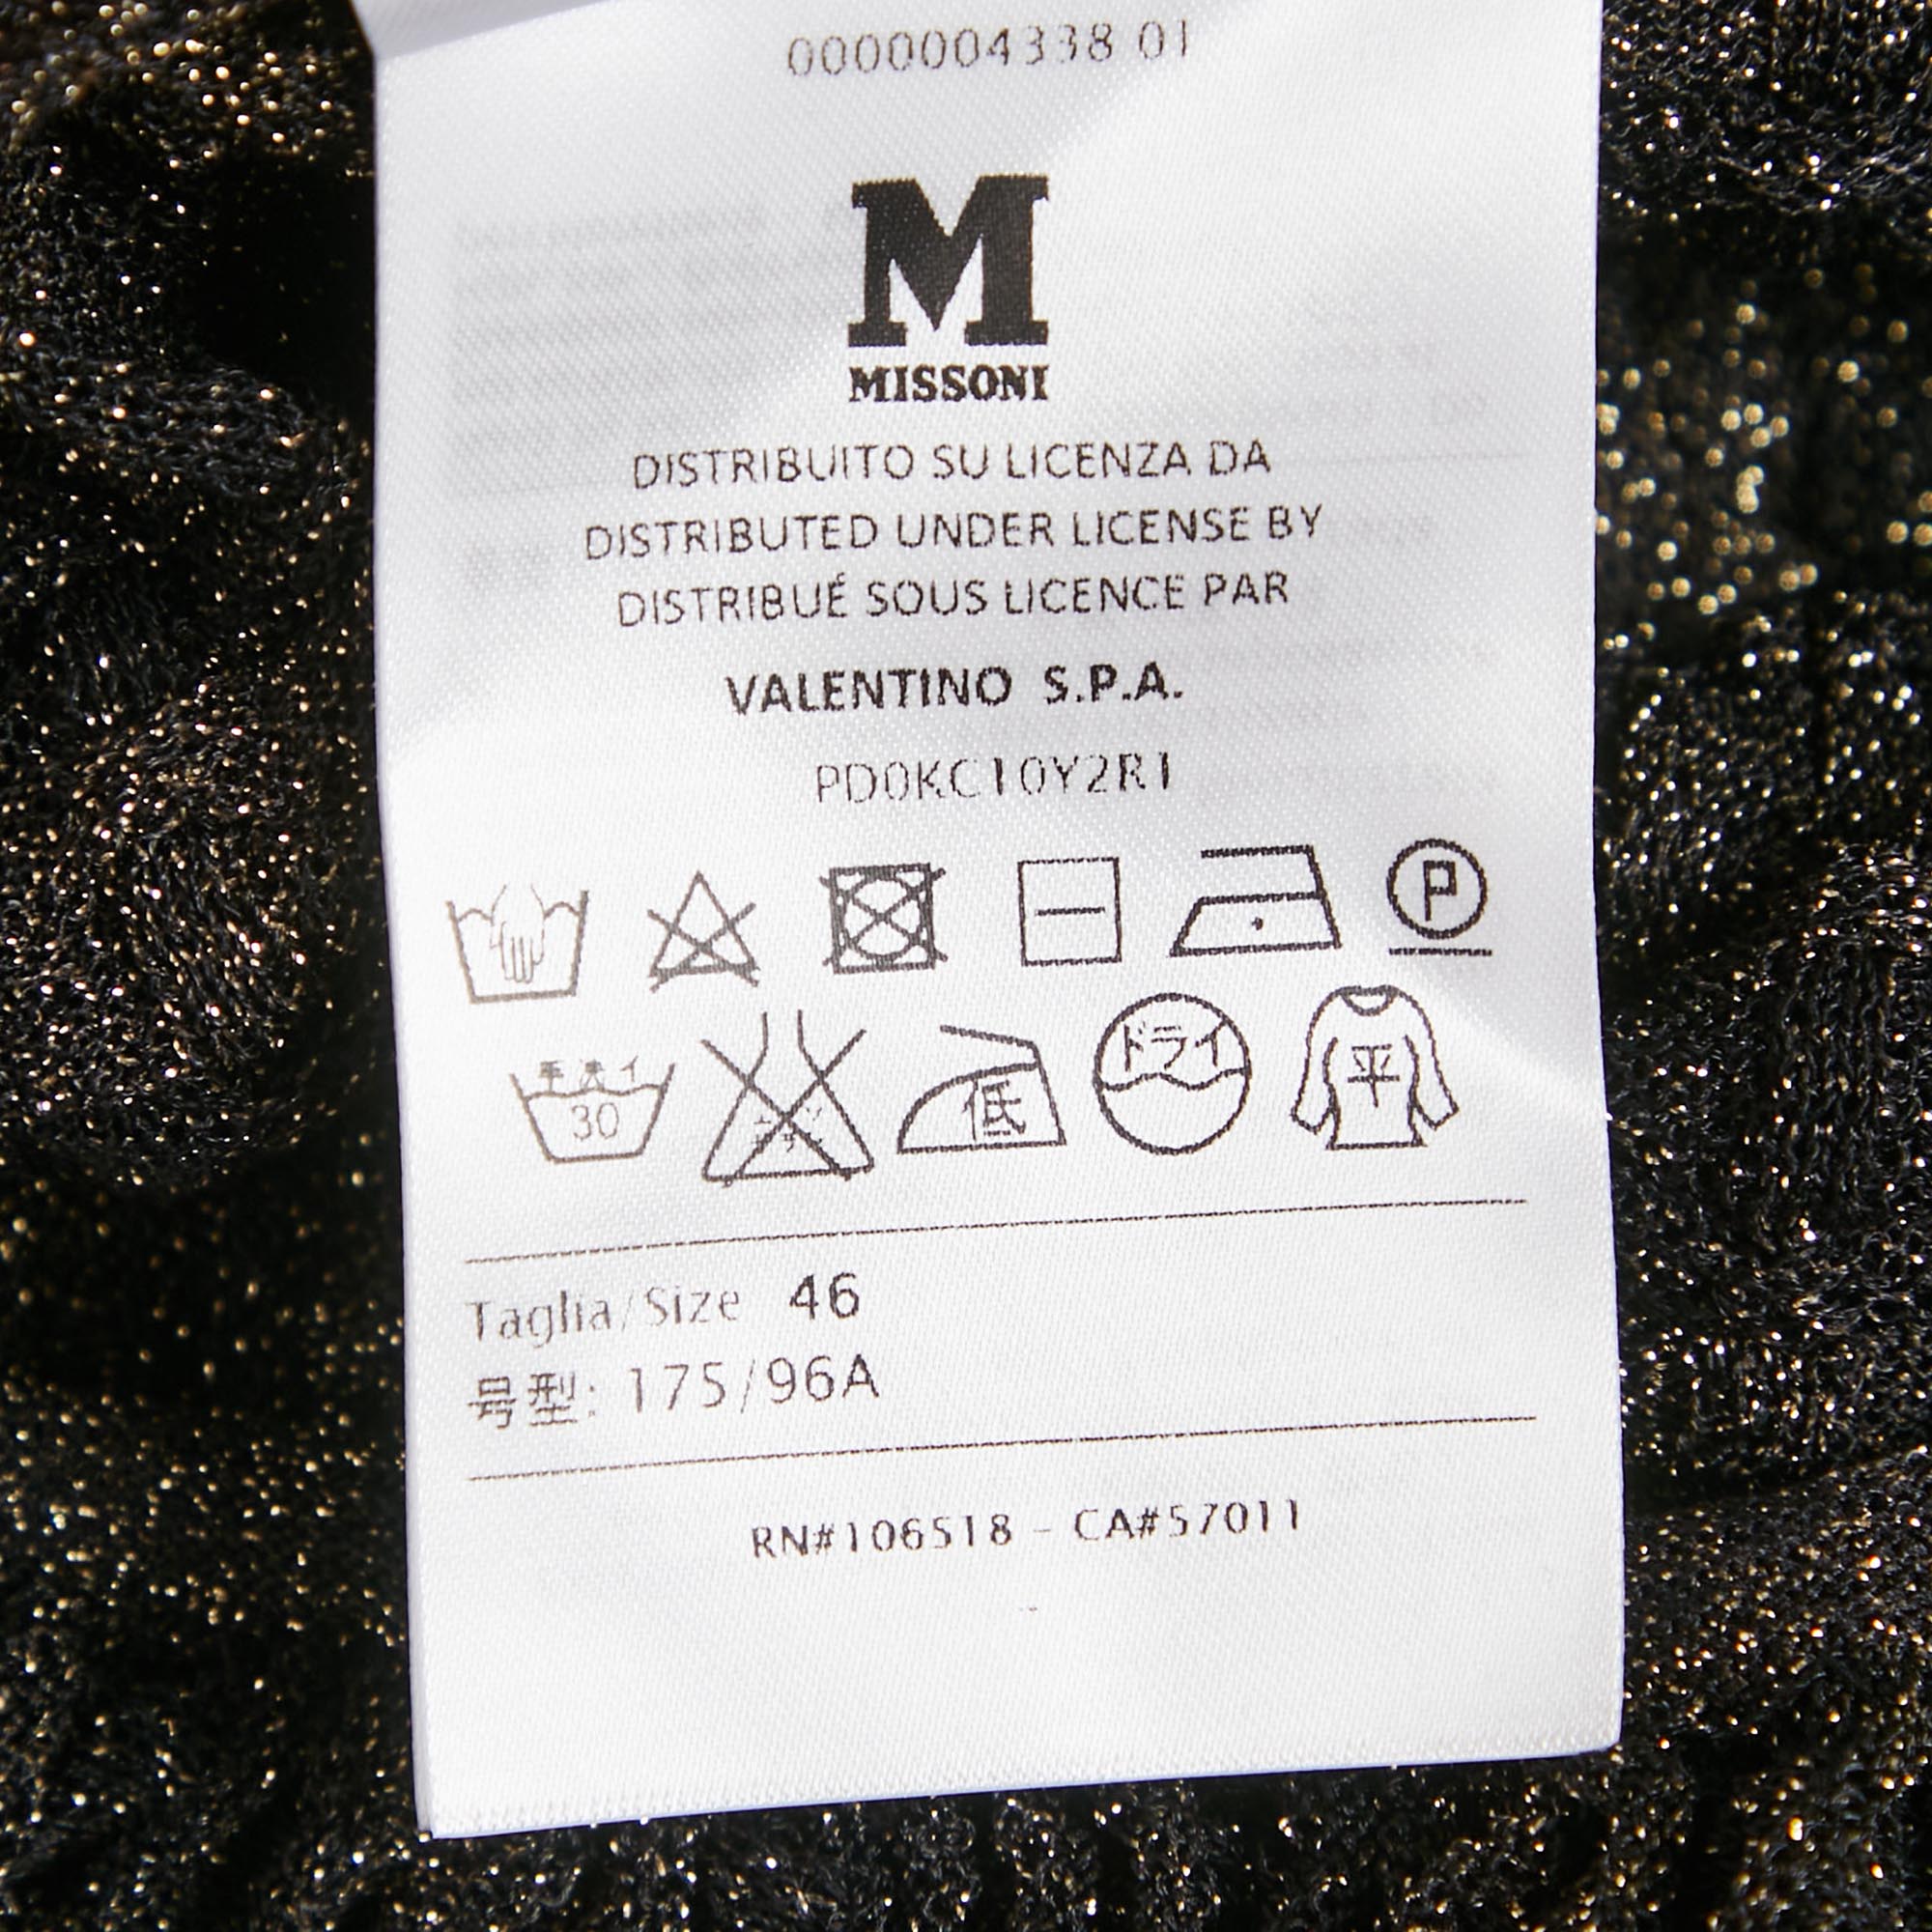 0000004338 01
M
MISSONI
DISTRIBUITO SU LICENZA DA
DISTRIBUTED UNDER LICENSE BY
DISTRIBUÉ SOUS LICENCE PAR
VALENTINO S.P.A.
PD0KC10Y2R1
P
手洗イ
30
低
ドライ
平
Taglia/Size 46
号型: 175/96A
RN#106518 - CA#57011